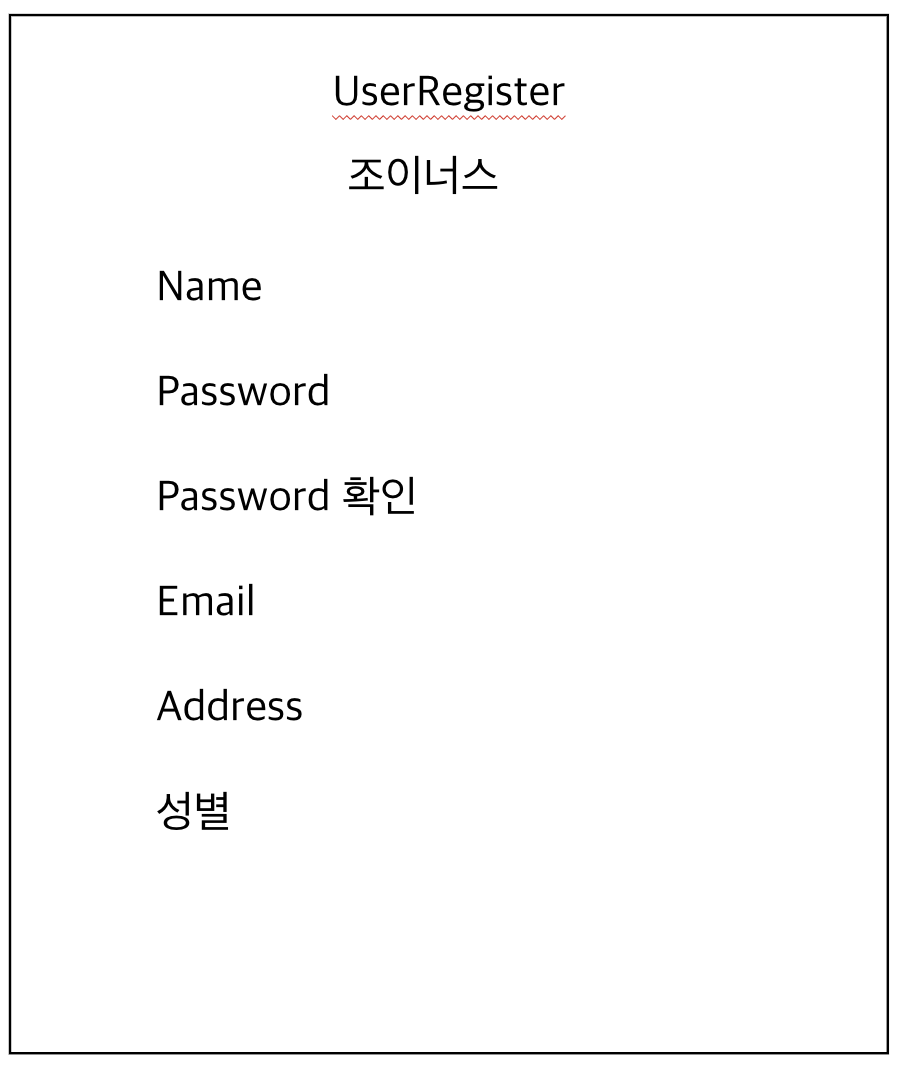 UserRegister
조이너스
Name
Password
Password 확인
Email
Address
성별